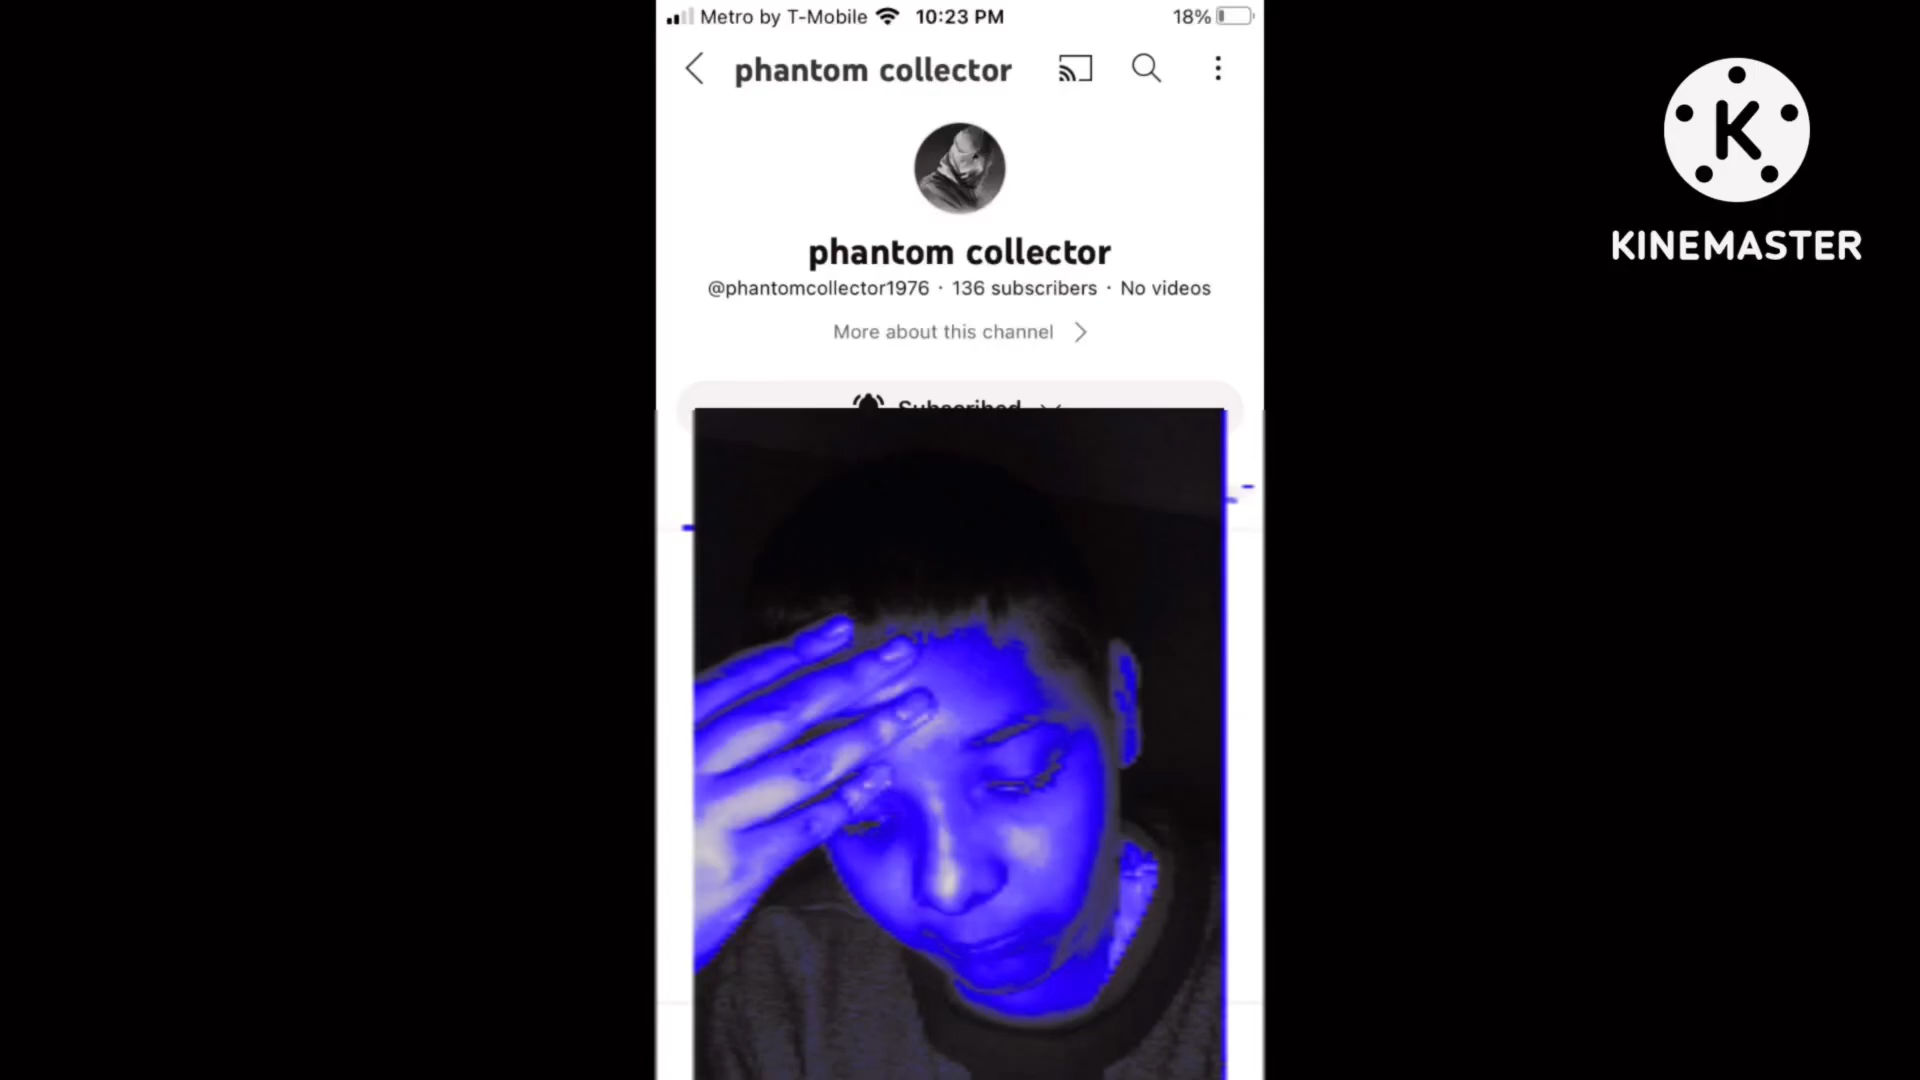 Metro by T-Mobile 10:23 PM 18%
phantom collector
phantom collector
@phantomcollector1976 · 136 subscribers · No videos
More about this channel
Subscribed
K
KINEMASTER